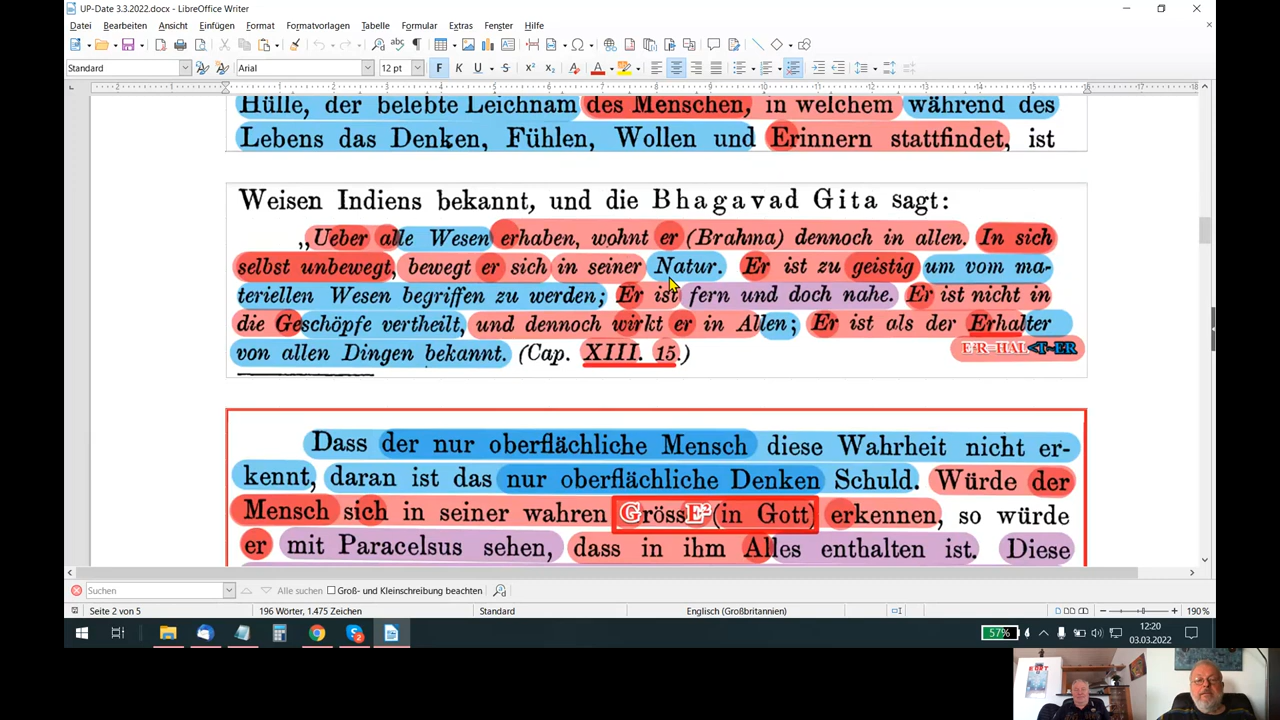 UP-Date 3.3.2022.docx - LibreOffice Writer
Datei Bearbeiten Ansicht Einfügen Format Formatvorlagen Tabelle Formular Extras Fenster Hilfe
Standard Arial 12 pt F K U S
Hülle, der belebte Leichnam des Menschen, in welchem während des
Lebens das Denken, Fühlen, Wollen und Erinnern stattfindet, ist
Weisen Indiens bekannt, und die Bhagavad Gita sagt:
„Ueber alle Wesen erhaben, wohnt er (Brahma) dennoch in allen. In sich
selbst unbewegt, bewegt er sich in seiner Natur. Er ist zu geistig um vom ma-
teriellen Wesen begriffen zu werden; Er ist fern und doch nahe. Er ist nicht in
die Geschöpfe vertheilt, und dennoch wirkt er in Allen; Er ist als der Erhalter
von allen Dingen bekannt. (Cap. XIII. 15.)
E²R=HAL<T~ER
Dass der nur oberflächliche Mensch diese Wahrheit nicht er-
kennt, daran ist das nur oberflächliche Denken Schuld. Würde der
Mensch sich in seiner wahren GrössE² (in Gott) erkennen, so würde
er mit Paracelsus sehen, dass in ihm Alles enthalten ist. Diese
Suchen Alle suchen Groß- und Kleinschreibung beachten
Seite 2 von 5 196 Wörter, 1.475 Zeichen Standard Englisch (Großbritannien) 190%
57% 12:20
03.03.2022